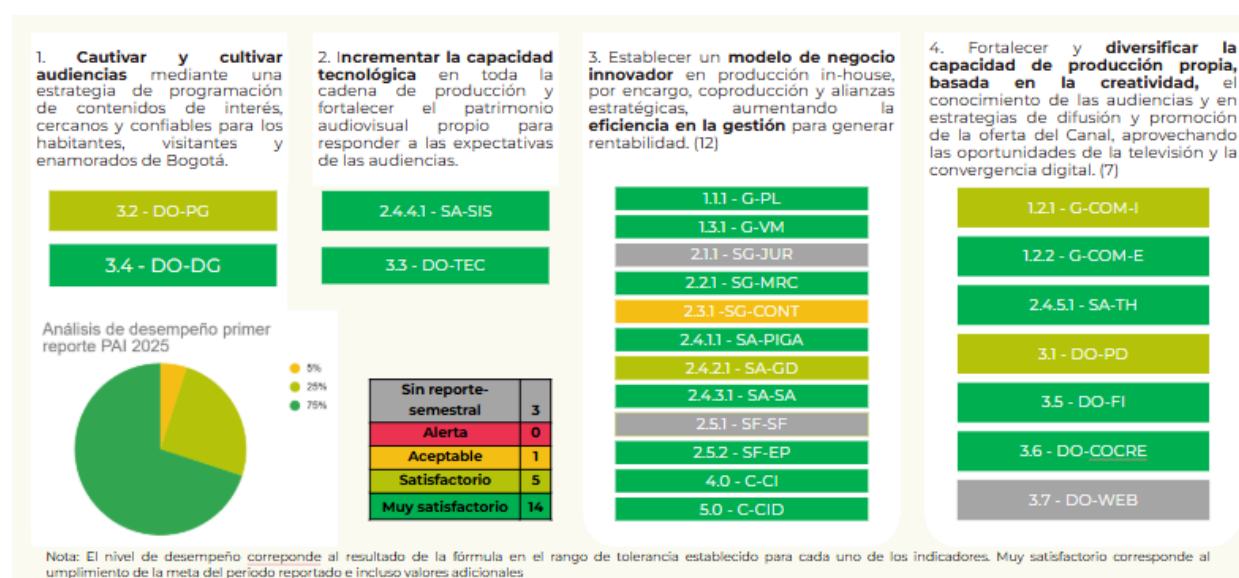 1. Cautivar y cultivar
audiencias mediante una
estrategia de programación
de contenidos de interés,
cercanos y confiables para los
habitantes, visitantes y
enamorados de Bogotá.
3.2 - DO-PG
3.4 - DO-DG
2. Incrementar la capacidad
tecnológica en toda la
cadena de producción y
fortalecer el patrimonio
audiovisual propio para
responder a las expectativas
de las audiencias.
2.4.4.1 - SA-SIS
3.3 - DO-TEC
3. Establecer un modelo de negocio
innovador en producción in-house,
por encargo, coproducción y alianzas
estratégicas, aumentando la
eficiencia en la gestión para generar
rentabilidad. (12)
1.1.1 - G-PL
1.3.1 - G-VM
2.1.1 - SG-JUR
2.2.1 - SG-MRC
2.3.1 -SG-CONT
2.4.1.1 - SA-PIGA
2.4.2.1 - SA-GD
2.4.3.1 - SA-SA
2.5.1 - SF-SF
2.5.2 - SF-EP
4.0 - C-CI
5.0 - C-CID
4. Fortalecer y diversificar la
capacidad de producción propia,
basada en la creatividad, el
conocimiento de las audiencias y en
estrategias de difusión y promoción
de la oferta del Canal, aprovechando
las oportunidades de la televisión y la
convergencia digital. (7)
1.2.1 - G-COM-I
1.2.2 - G-COM-E
2.4.5.1 - SA-TH
3.1 - DO-PD
3.5 - DO-FI
3.6 - DO-COCRE
3.7 - DO-WEB
Análisis de desempeño primer
reporte PAI 2025
5%
25%
75%
Sin reporte-
semestral 3
Alerta 0
Aceptable 1
Satisfactorio 5
Muy satisfactorio 14
Nota: El nivel de desempeño correponde al resultado de la fórmula en el rango de tolerancia establecido para cada uno de los indicadores. Muy satisfactorio corresponde al
umplimiento de la meta del periodo reportado e incluso valores adicionales